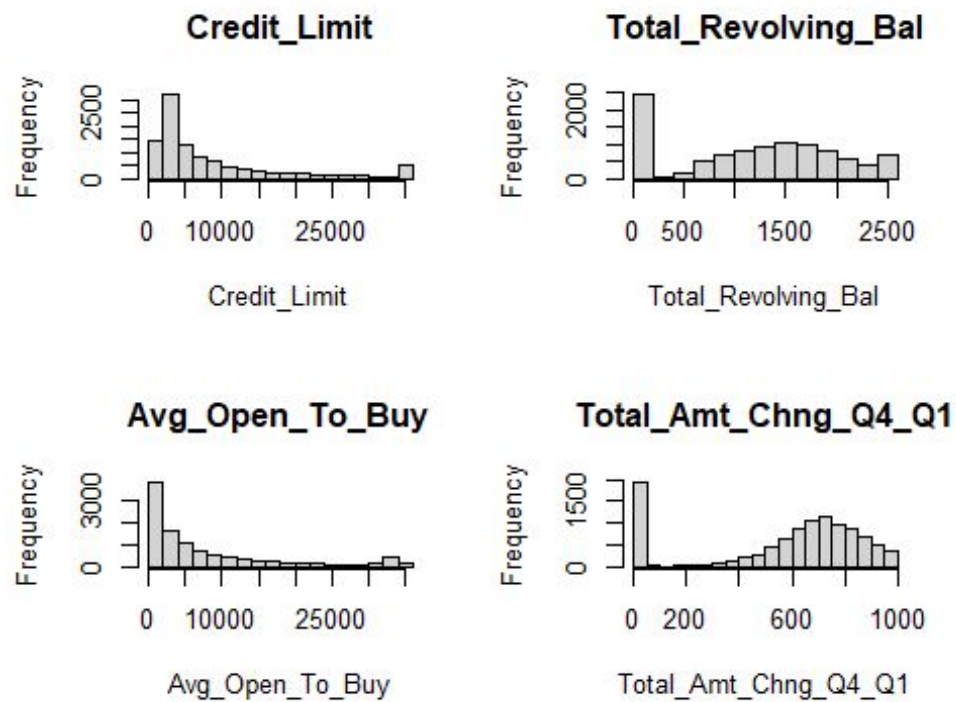 Credit_Limit
Frequency
2500
0
0 10000 25000
Credit_Limit
Total_Revolving_Bal
Frequency
2000
0
0 500 1500 2500
Total_Revolving_Bal
Avg_Open_To_Buy
Frequency
3000
0
0 10000 25000
Avg_Open_To_Buy
Total_Amt_Chng_Q4_Q1
Frequency
1500
0
0 200 600 1000
Total_Amt_Chng_Q4_Q1